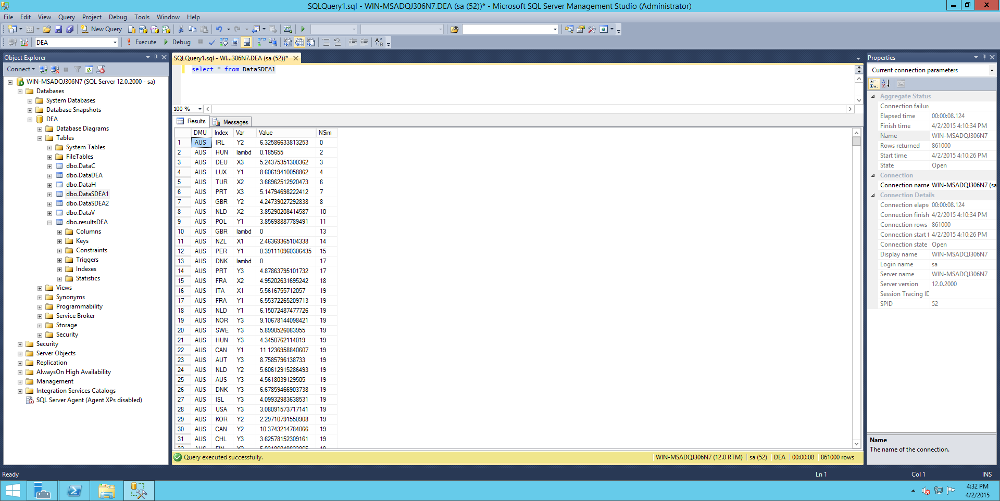 SQLQuery1.sql - WIN-MSADQJ306N7.DEA (sa (52))* - Microsoft SQL Server Management Studio (Administrator)
File Edit View Query Project Debug Tools Window Help
New Query
DEA Execute Debug
Object Explorer
Connect
WIN-MSADQJ306N7 (SQL Server 12.0.2000 - sa)
Databases
System Databases
Database Snapshots
DEA
Database Diagrams
Tables
System Tables
FileTables
dbo.DataC
dbo.DataDEA
dbo.DataH
dbo.DataSDEA1
dbo.DataSDEA2
dbo.DataV
dbo.resultsDEA
Columns
Keys
Constraints
Triggers
Indexes
Statistics
Views
Synonyms
Programmability
Service Broker
Storage
Security
Security
Server Objects
Replication
AlwaysOn High Availability
Management
Integration Services Catalogs
SQL Server Agent (Agent XPs disabled)
SQLQuery1.sql - WI...306N7.DEA (sa (52))*
select * from DataSDEA1
100 %
Results Messages
DMU Index Var Value NSim
1 AUS IRL Y2 6.32586633813253 0
2 AUS HUN lambd 0.185655 2
3 AUS DEU X3 5.24375351300362 3
4 AUS LUX Y1 8.60619410058862 4
5 AUS TUR X2 3.66962512920473 6
6 AUS PRT X3 5.14794698222412 7
7 AUS GBR Y2 4.24739027292838 8
8 AUS NLD X2 3.85290208414587 10
9 AUS POL Y1 3.85698887789491 11
10 AUS GBR lambd 0 13
11 AUS NZL X1 2.46369365104338 14
12 AUS PER Y1 0.391110960306435 15
13 AUS DNK lambd 0 17
14 AUS PRT Y3 4.87863795101732 17
15 AUS FRA X2 4.95202631695242 18
16 AUS ITA X1 5.5616755712057 19
17 AUS FRA Y1 6.55372265209713 19
18 AUS NLD Y1 6.15072487477726 19
19 AUS NOR Y3 9.10678144098421 19
20 AUS SWE Y3 5.8990526083955 19
21 AUS HUN Y3 4.3450762114019 19
22 AUS CAN Y1 11.1236958840607 19
23 AUS AUT Y3 8.7585796138733 19
24 AUS NLD Y2 5.60612915286493 19
25 AUS AUS Y3 4.5618039129505 19
26 AUS DNK Y3 6.67859466903738 19
27 AUS ISL Y3 4.09932983638531 19
28 AUS USA Y3 3.08091573717141 19
29 AUS KOR Y2 2.29710791550908 19
30 AUS CAN Y2 10.3743214784066 19
31 AUS CHL Y3 3.62578152309161 19
Query executed successfully.
WIN-MSADQJ306N7 (12.0 RTM) sa (52) DEA 00:00:08 861000 rows
Properties
Current connection parameters
Aggregate Status
Connection failure
Elapsed time 00:00:08.124
Finish time 4/2/2015 4:10:34 PM
Name WIN-MSADQJ306N7
Rows returned 861000
Start time 4/2/2015 4:10:26 PM
State Open
Connection
Connection name WIN-MSADQJ306N7 (sa
Connection Details
Connection elaps 00:00:08.124
Connection finish 4/2/2015 4:10:34 PM
Connection rows 861000
Connection start t 4/2/2015 4:10:26 PM
Connection state Open
Display name WIN-MSADQJ306N7
Login name sa
Server name WIN-MSADQJ306N7
Server version 12.0.2000
Session Tracing ID
SPID 52
Name
The name of the connection.
Ready
Ln 1 Col 1 INS
4:32 PM
4/2/2015